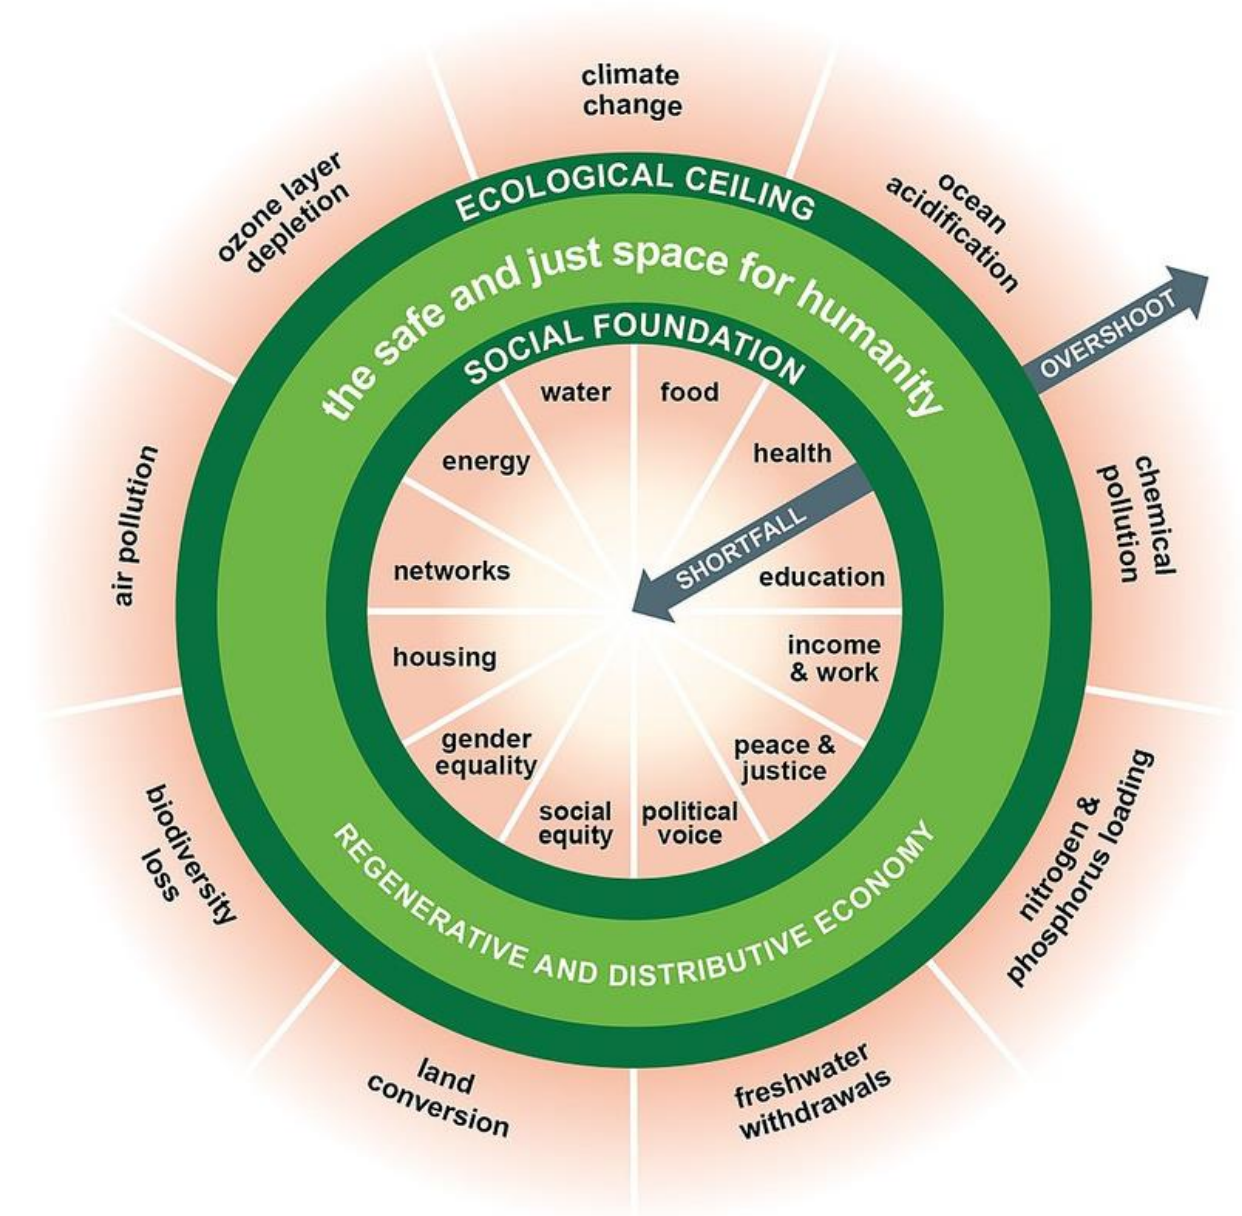 climate
change
ocean
acidification
OVERSHOOT
chemical
pollution
nitrogen &
phosphorus loading
freshwater
withdrawals
land
conversion
biodiversity
loss
air pollution
ozone layer
depletion
ECOLOGICAL CEILING
the safe and just space for humanity
SOCIAL FOUNDATION
water
food
health
SHORTFALL
education
income
& work
peace &
justice
political
voice
social
equity
gender
equality
housing
networks
energy
REGENERATIVE AND DISTRIBUTIVE ECONOMY